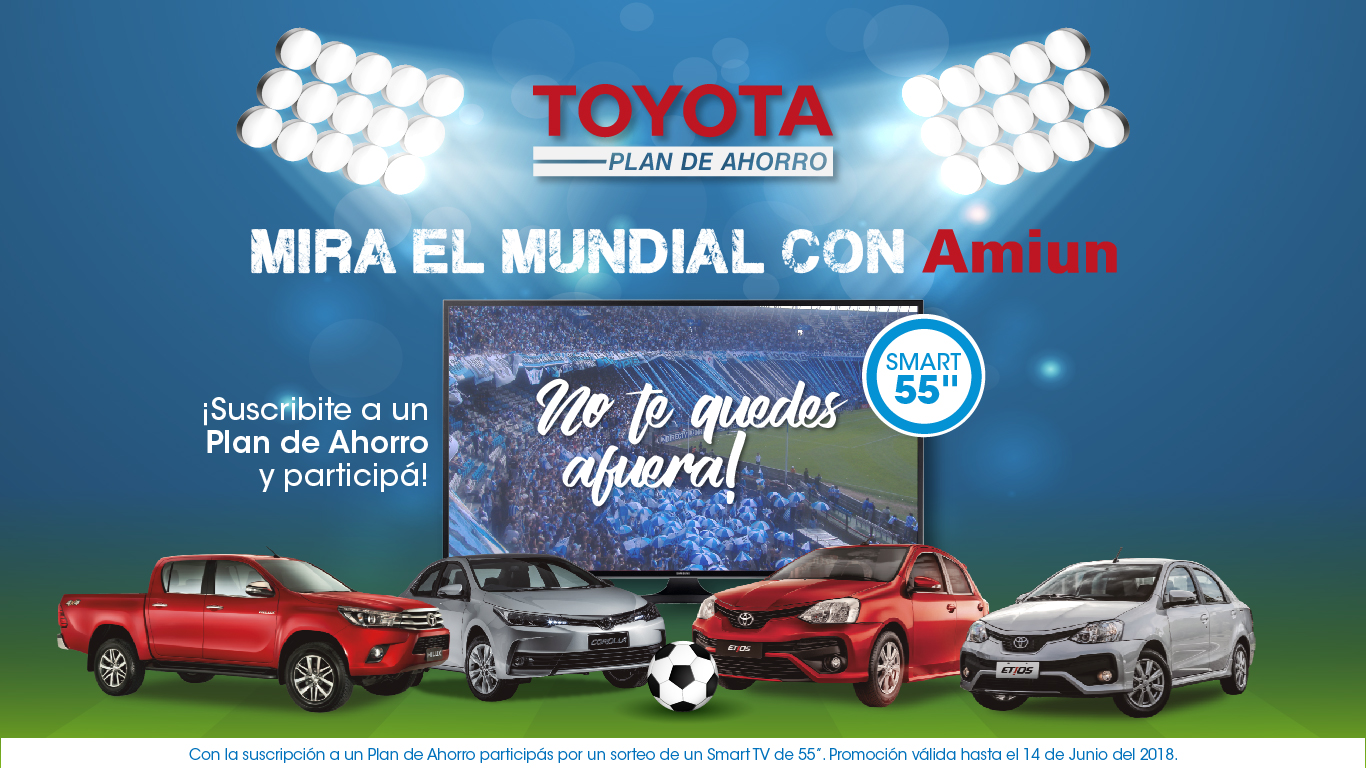 TOYOTA
PLAN DE AHORRO
MIRA EL MUNDIAL CON Amiun
SMART
55"
No te quedes
afuera!
¡Suscribite a un
Plan de Ahorro
y participá!
4x4
HILUX
COROLLA
ETIOS
ETIOS
Con la suscripción a un Plan de Ahorro participás por un sorteo de un Smart TV de 55”. Promoción válida hasta el 14 de Junio del 2018.